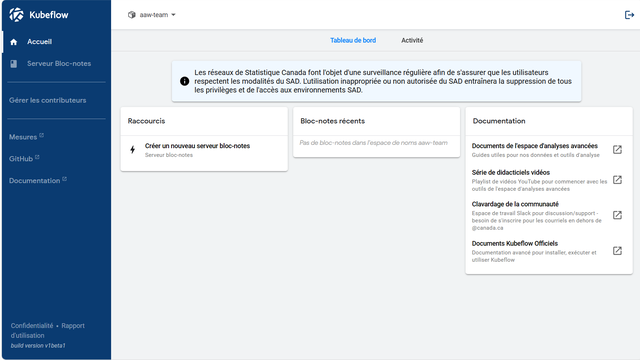 Kubeflow
Accueil
Serveur Bloc-notes
Gérer les contributeurs
Mesures
GitHub
Documentation
Confidentialité • Rapport
d'utilisation
build version v1beta1
aaw-team
Tableau de bord
Activité
Les réseaux de Statistique Canada font l'objet d'une surveillance régulière afin de s'assurer que les utilisateurs
respectent les modalités du SAD. L'utilisation inappropriée ou non autorisée du SAD entraînera la suppression de tous
les privilèges et de l'accès aux environnements SAD.
Raccourcis
Créer un nouveau serveur bloc-notes
Serveur bloc-notes
Bloc-notes récents
Pas de bloc-notes dans l'espace de noms aaw-team
Documentation
Documents de l'espace d'analyses avancées
Guides utiles pour nos données et outils d'analyse
Série de didacticiels vidéos
Playlist de vidéos YouTube pour commencer avec les
outils de l'espace d'analyses avancées
Clavardage de la communauté
Espace de travail Slack pour discussion/support -
besoin de s'inscrire pour les courriels en dehors de
@canada.ca
Documents Kubeflow Officiels
Documentation avancé pour installer, exécuter et
utiliser Kubeflow